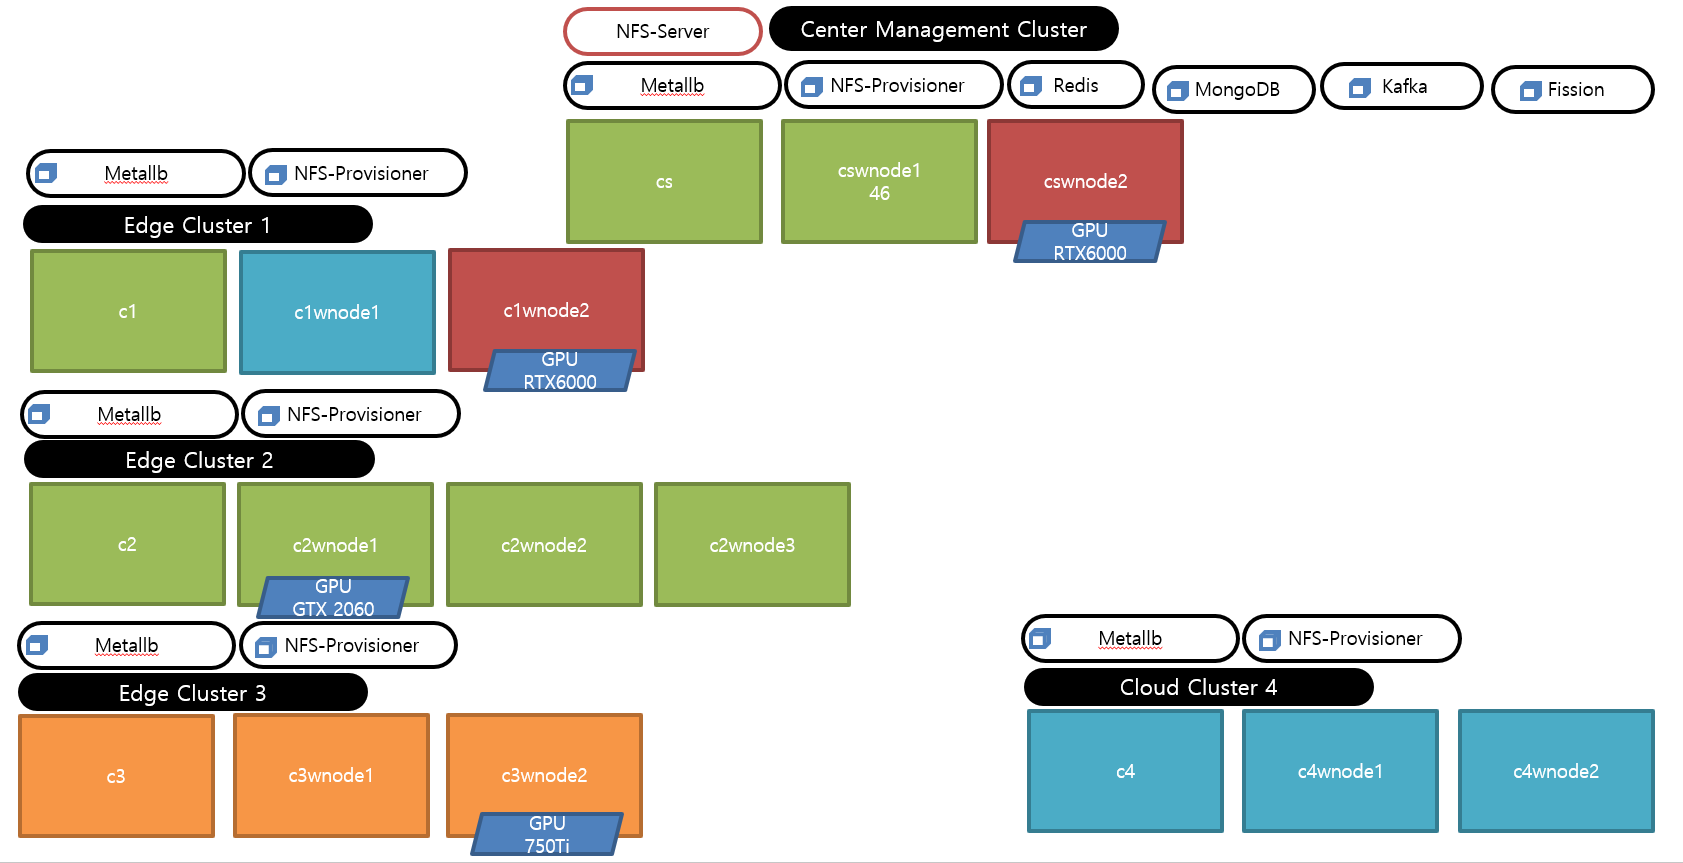 NFS-Server
Center Management Cluster
Metallb
NFS-Provisioner
Redis
MongoDB
Kafka
Fission
cs
cswnode1
46
cswnode2
GPU
RTX6000
Metallb
NFS-Provisioner
Edge Cluster 1
c1
c1wnode1
c1wnode2
GPU
RTX6000
Metallb
NFS-Provisioner
Edge Cluster 2
c2
c2wnode1
c2wnode2
c2wnode3
GPU
GTX 2060
Metallb
NFS-Provisioner
Edge Cluster 3
c3
c3wnode1
c3wnode2
GPU
750Ti
Metallb
NFS-Provisioner
Cloud Cluster 4
c4
c4wnode1
c4wnode2